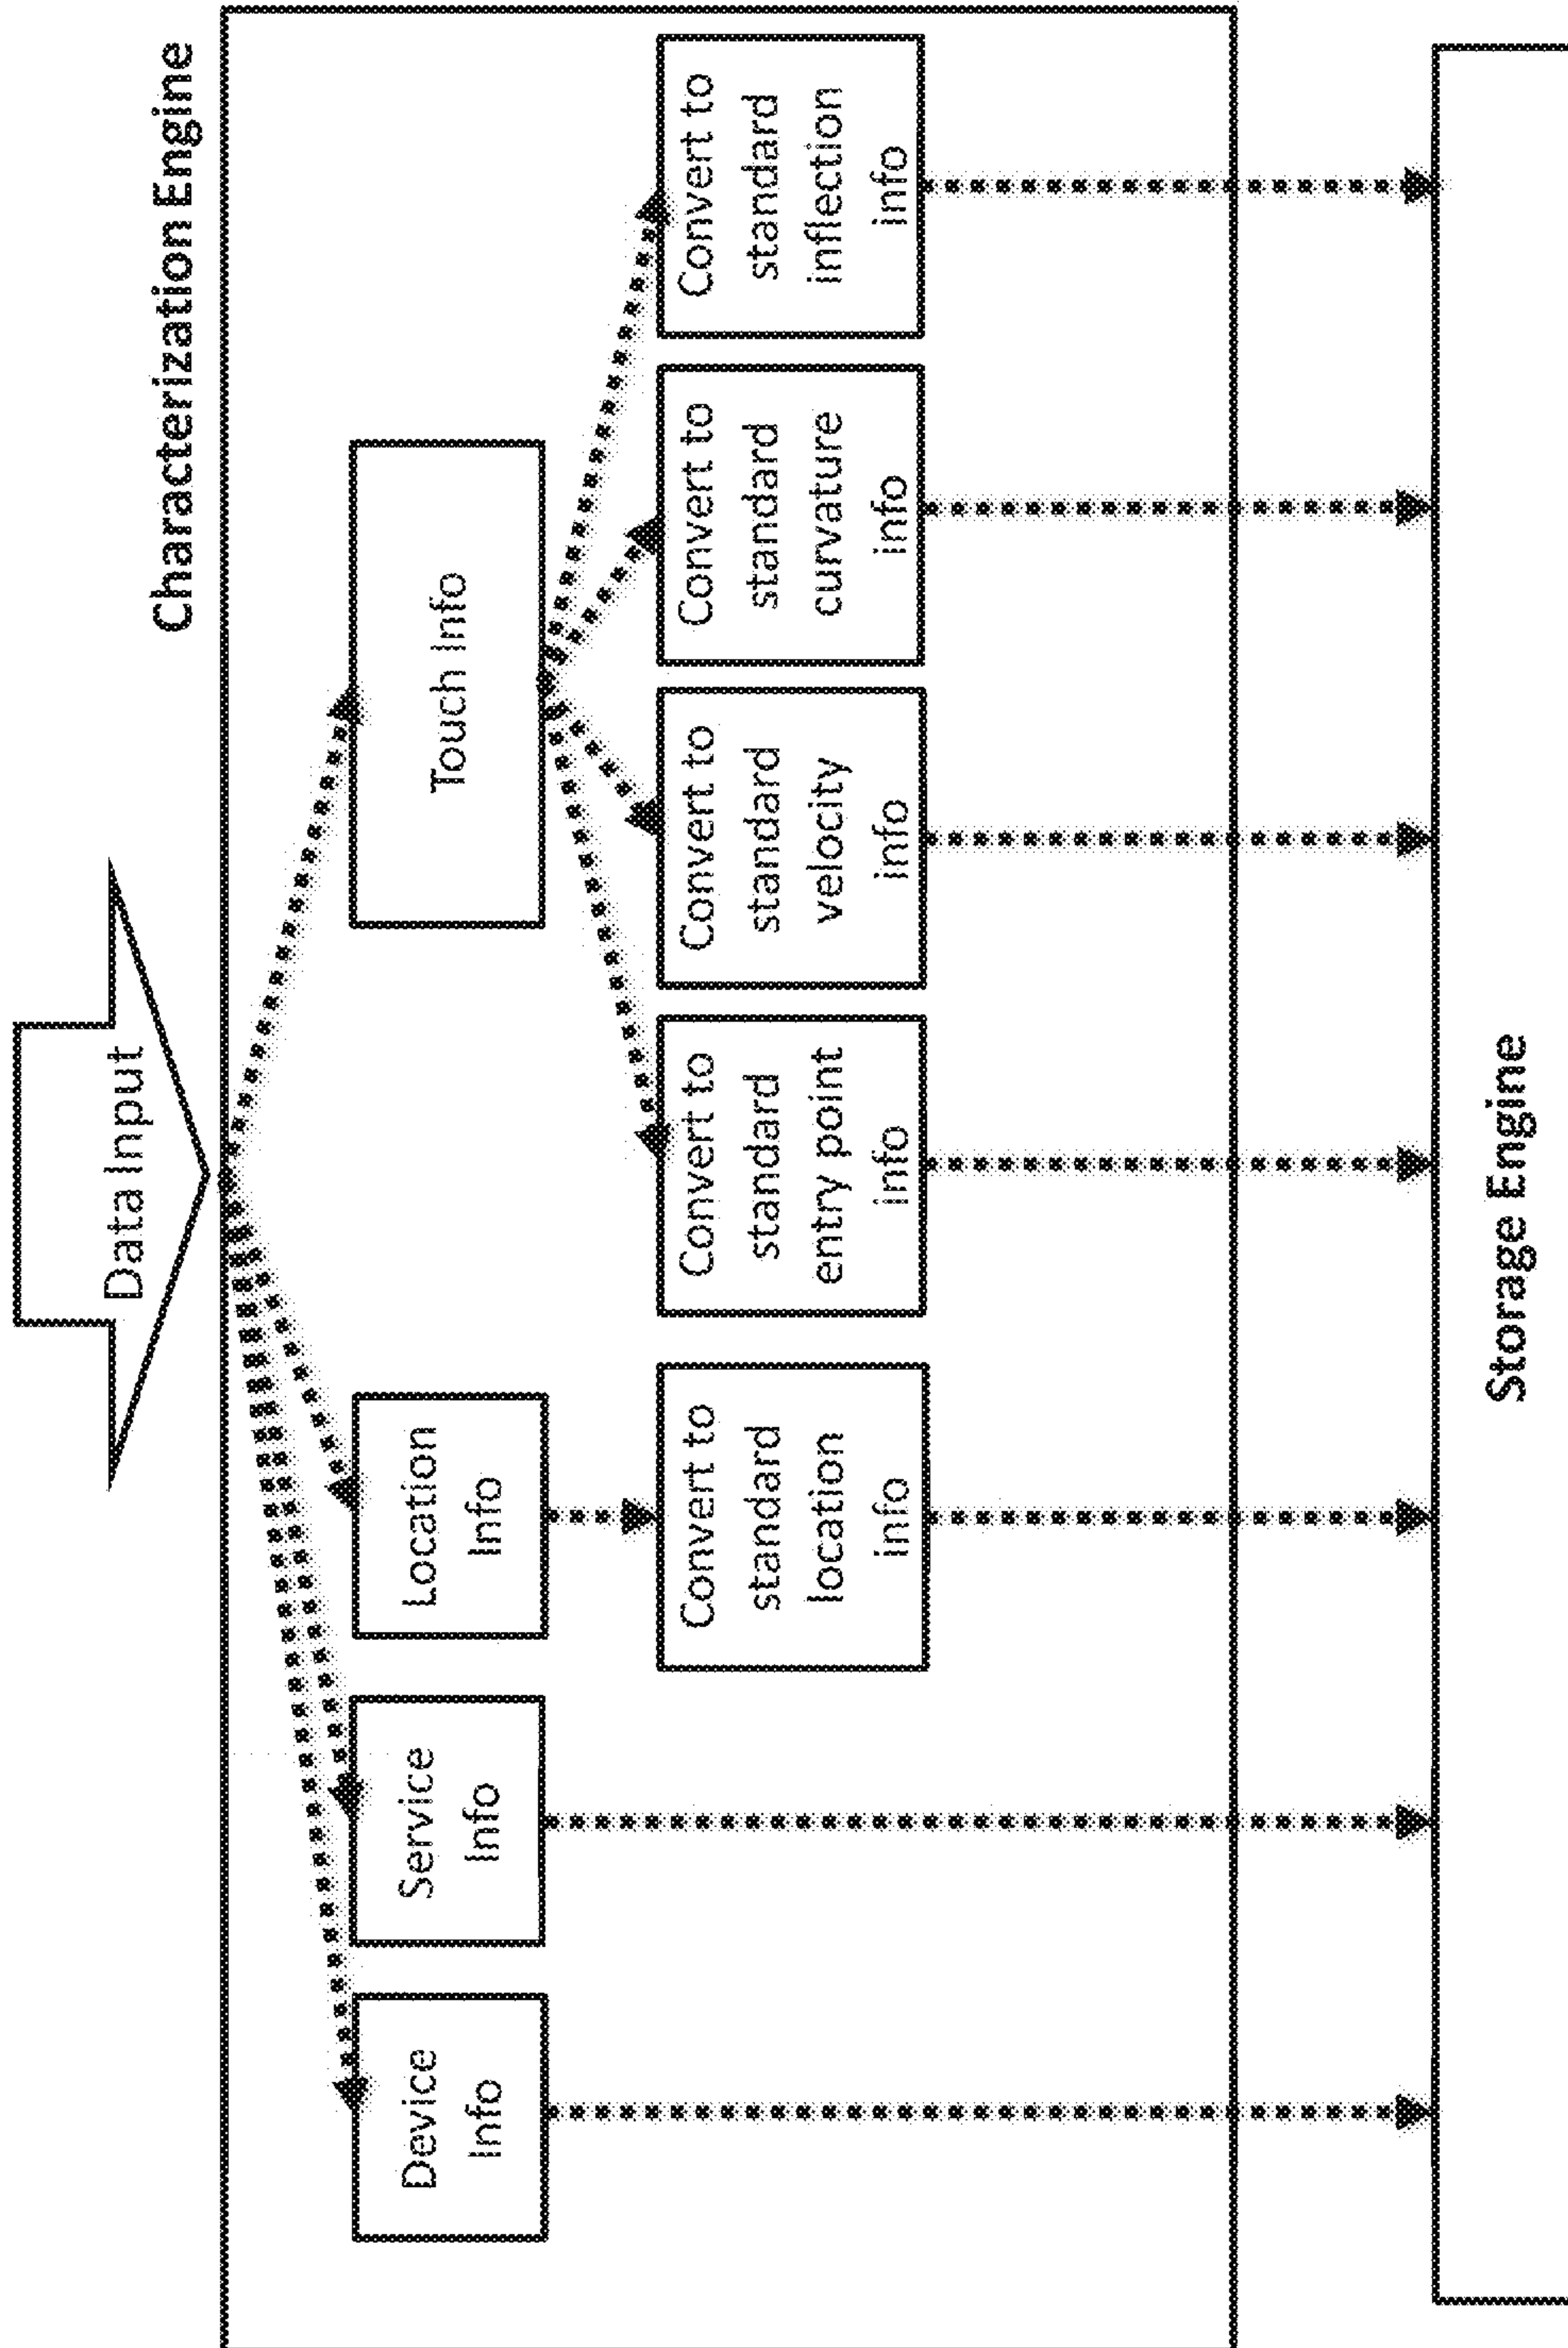 Data Input
Characterization Engine
Device
Info
Service
Info
Location
Info
Touch Info
Convert to
standard
location
info
Convert to
standard
entry point
info
Convert to
standard
velocity
info
Convert to
standard
curvature
info
Convert to
standard
inflection
info
Storage Engine